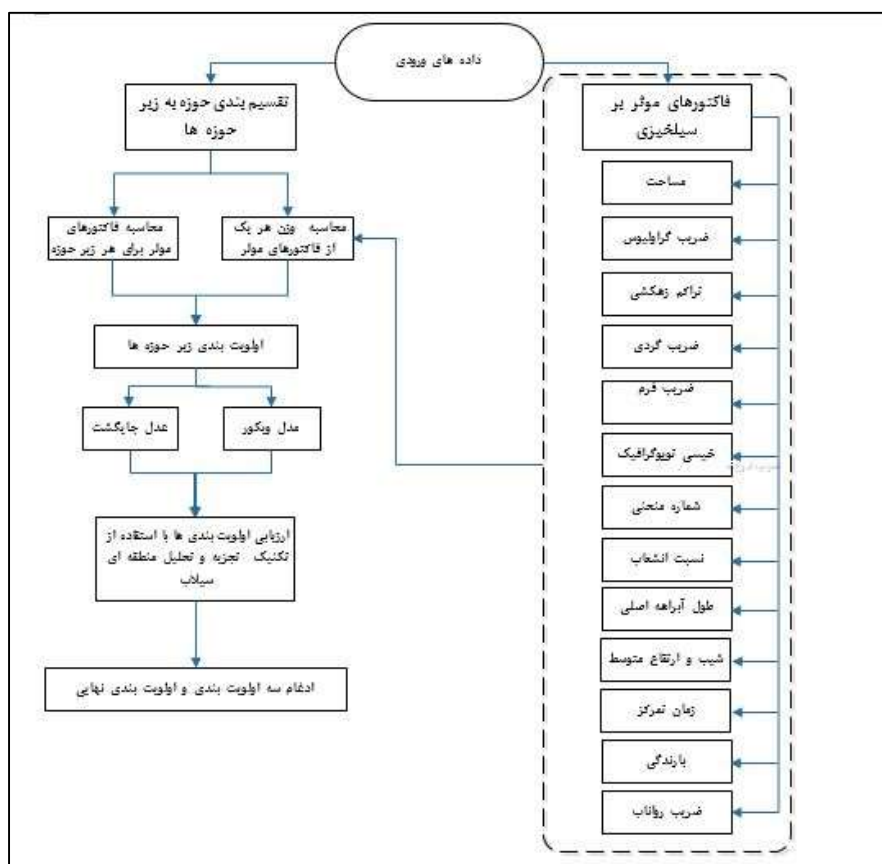 داده های ورودی
تقسیم بندی حوزه به زیر
حوزه ها
محاسبه فاکتورهای
موثر برای هر زیر حوزه
محاسبه وزن هر یک
از فاکتورهای موثر
اولویت بندی زیر حوزه ها
مدل جایگشت
مدل ویکور
ارزیابی اولویت بندی ها با استفاده از
تکنیک تجزیه و تحلیل منطقه ای
سیلاب
ادغام سه اولویت بندی و اولویت بندی نهایی
فاکتورهای موثر بر
سیلخیزی
مساحت
ضریب گراولیوس
تراکم زهکشی
ضریب گردی
ضریب فرم
خیسی توپوگرافیک
شماره منحنی
نسبت انشعاب
طول آبراهه اصلی
شیب و ارتفاع متوسط
زمان تمرکز
بارندگی
ضریب رواناب